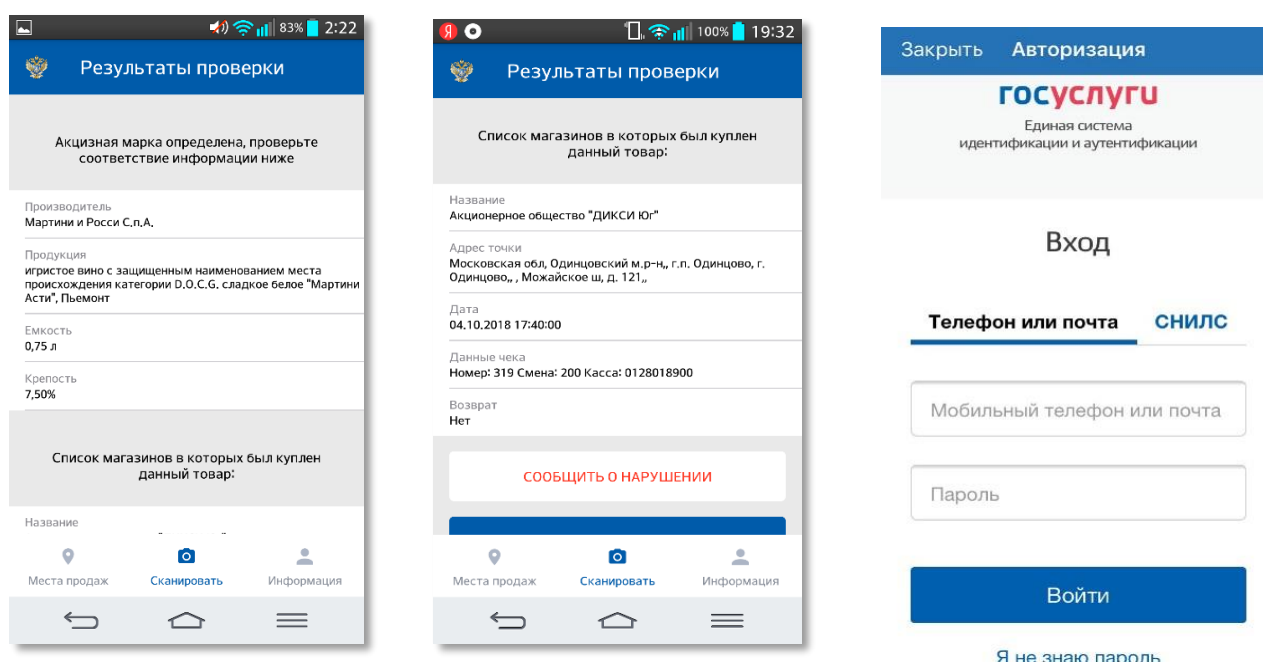 83% 2:22
Результаты проверки
Акцизная марка определена, проверьте
соответствие информации ниже
Производитель
Мартини и Росси С.п.А.
Продукция
игристое вино с защищенным наименованием места
происхождения категории D.O.C.G. сладкое белое "Мартини
Асти", Пьемонт
Емкость
0,75 л
Крепость
7,50%
Список магазинов в которых был куплен
данный товар:
Название
Места продаж Сканировать Информация
Я 100% 19:32
Результаты проверки
Список магазинов в которых был куплен
данный товар:
Название
Акционерное общество "ДИКСИ Юг"
Адрес точки
Московская обл, Одинцовский м.р-н,, г.п. Одинцово, г.
Одинцово,, , Можайское ш, д. 121,,
Дата
04.10.2018 17:40:00
Данные чека
Номер: 319 Смена: 200 Касса: 0128018900
Возврат
Нет
СООБЩИТЬ О НАРУШЕНИИ
Места продаж Сканировать Информация
Закрыть Авторизация
госуслуги
Единая система
идентификации и аутентификации
Вход
Телефон или почта СНИЛС
Мобильный телефон или почта
Пароль
Войти
Я не знаю пароль